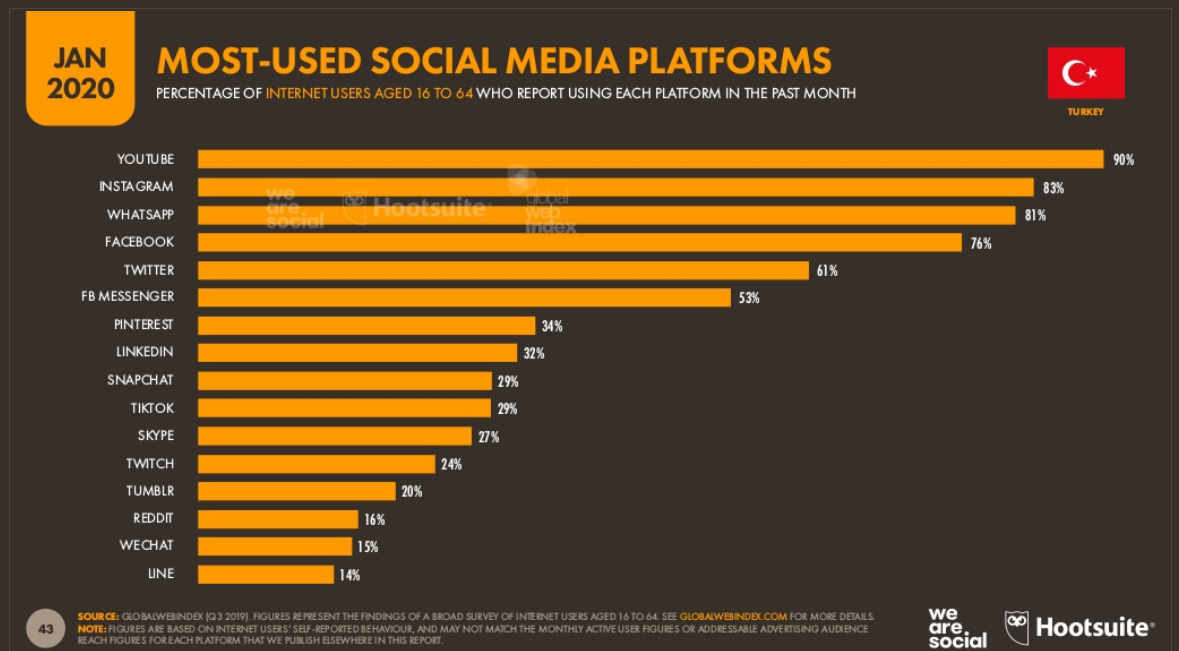 JAN
2020
MOST-USED SOCIAL MEDIA PLATFORMS
PERCENTAGE OF INTERNET USERS AGED 16 TO 64 WHO REPORT USING EACH PLATFORM IN THE PAST MONTH
TURKEY
YOUTUBE 90%
INSTAGRAM 83%
WHATSAPP 81%
FACEBOOK 76%
TWITTER 61%
FB MESSENGER 53%
PINTEREST 34%
LINKEDIN 32%
SNAPCHAT 29%
TIKTOK 29%
SKYPE 27%
TWITCH 24%
TUMBLR 20%
REDDIT 16%
WECHAT 15%
LINE 14%
we
are
social
Hootsuite®
global
web
index
43
SOURCE: GLOBALWEBINDEX (Q3 2019). FIGURES REPRESENT THE FINDINGS OF A BROAD SURVEY OF INTERNET USERS AGED 16 TO 64. SEE GLOBALWEBINDEX.COM FOR MORE DETAILS.
NOTE: FIGURES ARE BASED ON INTERNET USERS' SELF-REPORTED BEHAVIOUR, AND MAY NOT MATCH THE MONTHLY ACTIVE USER FIGURES OR ADDRESSABLE ADVERTISING AUDIENCE
REACH FIGURES FOR EACH PLATFORM THAT WE PUBLISH ELSEWHERE IN THIS REPORT.
we
are
social
Hootsuite®